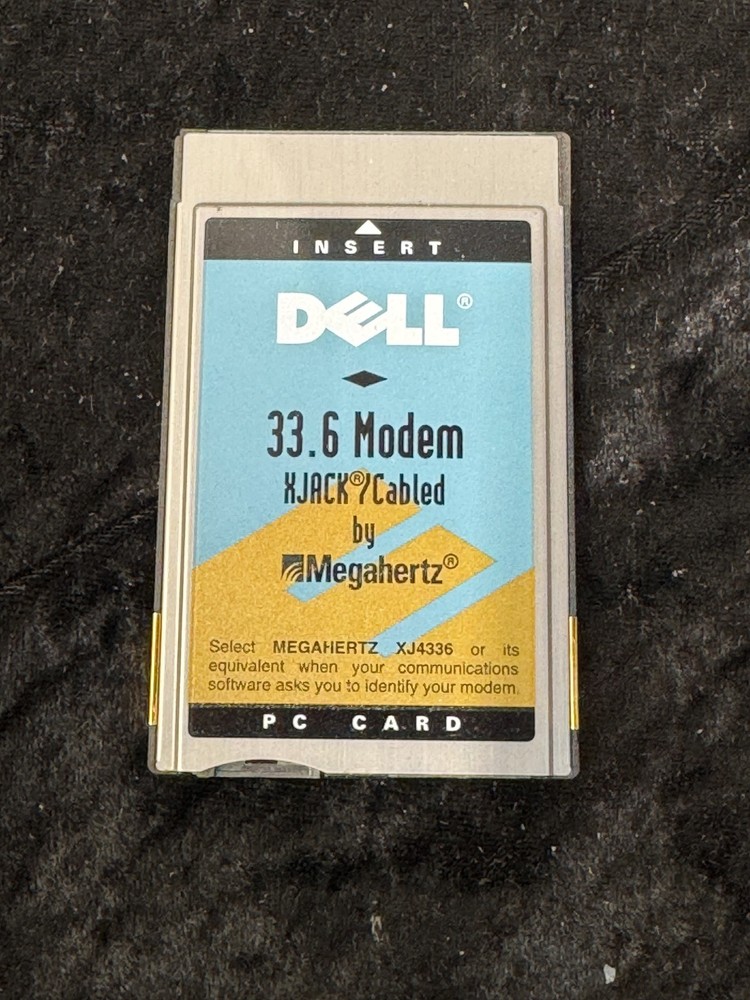 INSERT
DELL®
33.6 Modem
XJACK®/Cabled
by
Megahertz®
Select MEGAHERTZ XJ4336 or its
equivalent when your communications
software asks you to identify your modem.
PC CARD